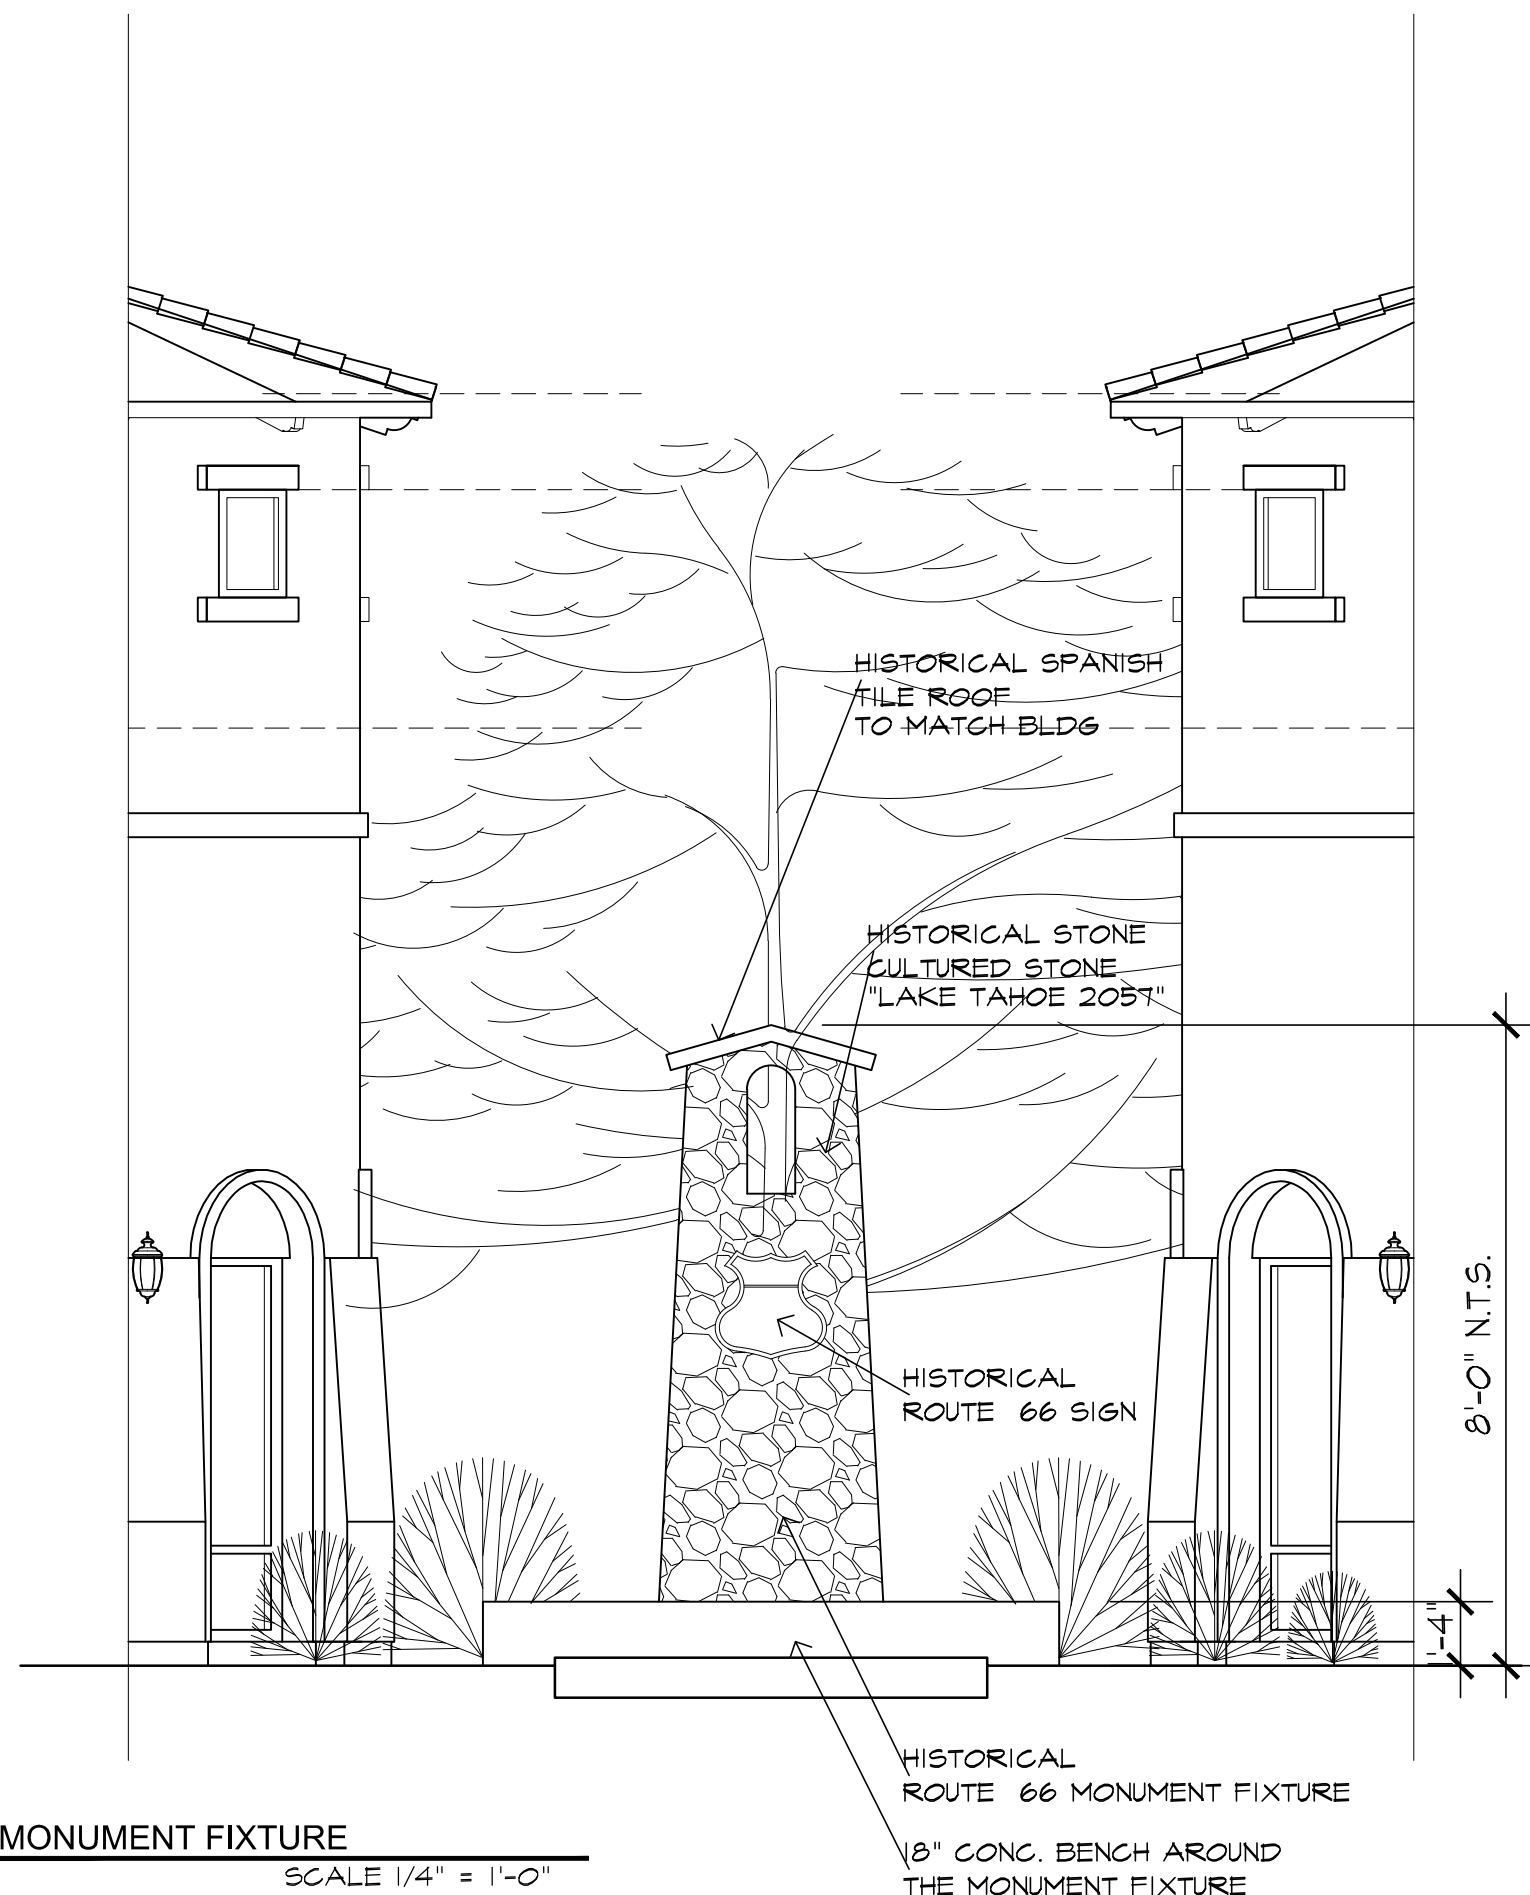 HISTORICAL SPANISH
TILE ROOF
TO MATCH BLDG
HISTORICAL STONE
CULTURED STONE
"LAKE TAHOE 2057"
8'-0" N.T.S.
HISTORICAL
ROUTE 66 SIGN
1'-4"
HISTORICAL
ROUTE 66 MONUMENT FIXTURE
18" CONC. BENCH AROUND
THE MONUMENT FIXTURE
MONUMENT FIXTURE
SCALE 1/4" = 1'-0"